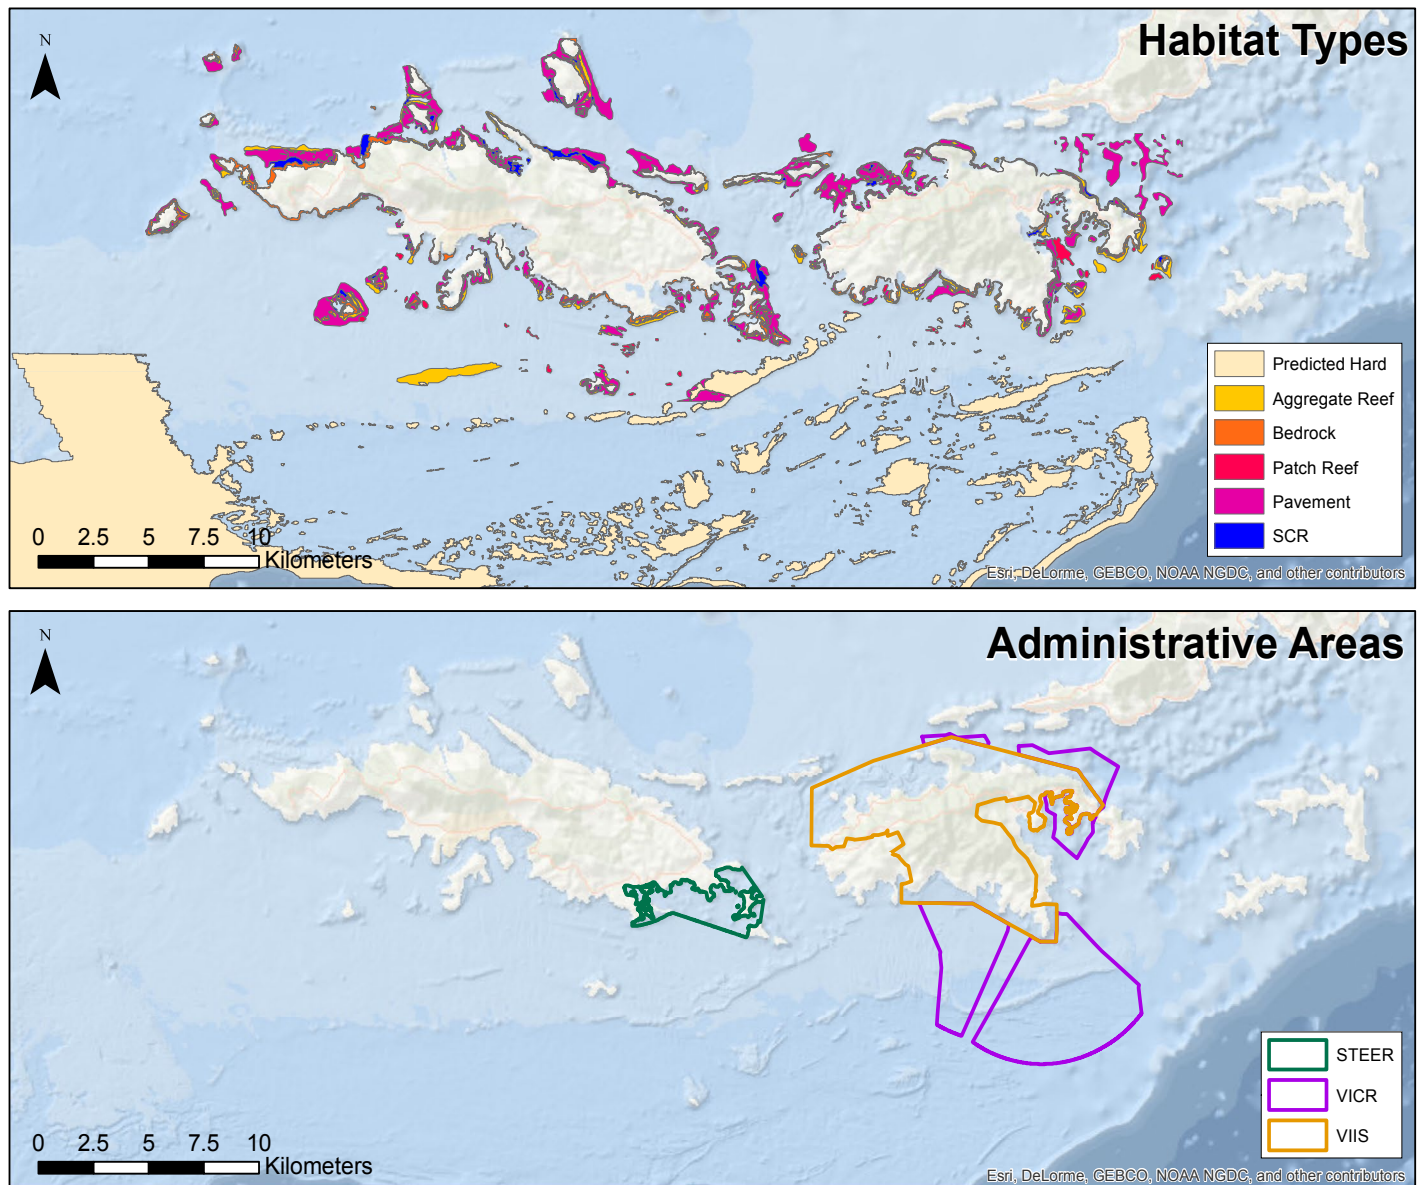 Habitat Types
N
Predicted Hard
Aggregate Reef
Bedrock
Patch Reef
Pavement
SCR
0 2.5 5 7.5 10
Kilometers
Esri, DeLorme, GEBCO, NOAA NGDC, and other contributors
Administrative Areas
N
STEER
VICR
VIIS
0 2.5 5 7.5 10
Kilometers
Esri, DeLorme, GEBCO, NOAA NGDC, and other contributors